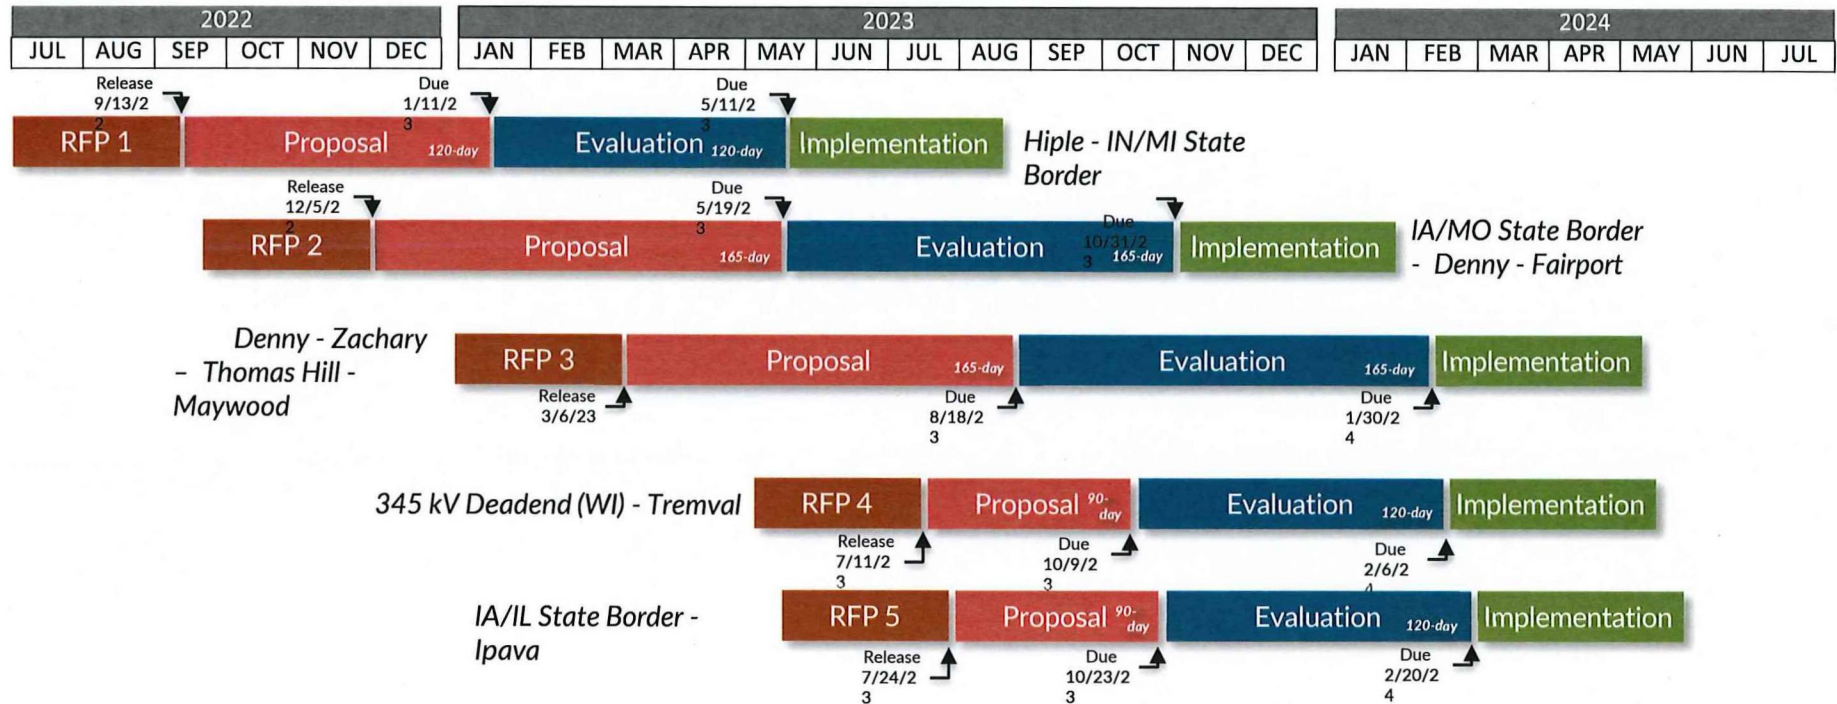 2022 2023 2024
JUL AUG SEP OCT NOV DEC JAN FEB MAR APR MAY JUN JUL AUG SEP OCT NOV DEC JAN FEB MAR APR MAY JUN JUL
Release
9/13/2
2
Due
1/11/2
3
Due
5/11/2
3
RFP 1
Proposal 120-day
Evaluation 120-day
Implementation
Hiple - IN/MI State
Border
Release
12/5/2
2
Due
5/19/2
3
Due
10/31/2
3
RFP 2
Proposal 165-day
Evaluation 165-day
Implementation
IA/MO State Border
- Denny - Fairport
Denny - Zachary
– Thomas Hill -
Maywood
RFP 3
Proposal 165-day
Evaluation 165-day
Implementation
Release
3/6/23
Due
8/18/2
3
Due
1/30/2
4
345 kV Deadend (WI) - Tremval
RFP 4
Proposal 90-
day
Evaluation 120-day
Implementation
Release
7/11/2
3
Due
10/9/2
3
Due
2/6/2
4
IA/IL State Border -
Ipava
RFP 5
Proposal 90-
day
Evaluation 120-day
Implementation
Release
7/24/2
3
Due
10/23/2
3
Due
2/20/2
4